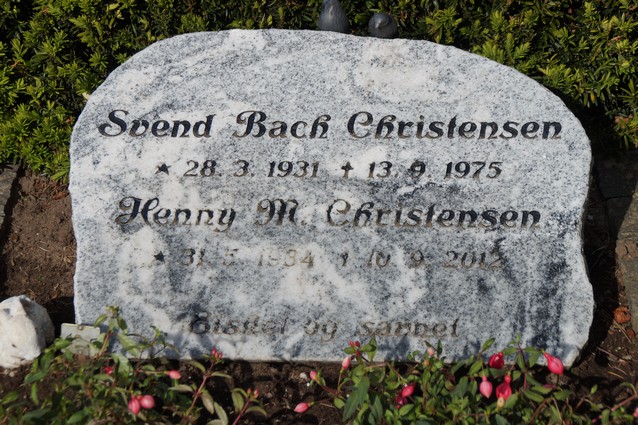 Svend Bach Christensen
★ 28. 3. 1931 ✝ 13. 9. 1975
Henny M. Christensen
★ 31. 5. 1934 ✝ 10. 9. 2012
Elsket og savnet